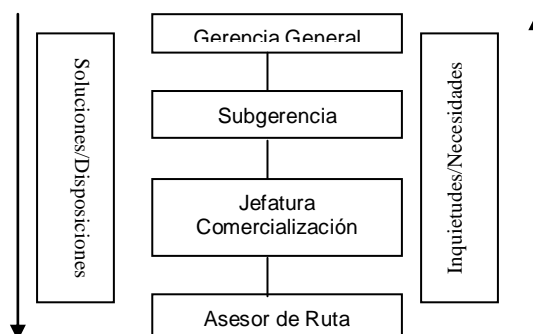 Gerencia General
Soluciones/Disposiciones
Subgerencia
Inquietudes/Necesidades
Jefatura
Comercialización
Asesor de Ruta